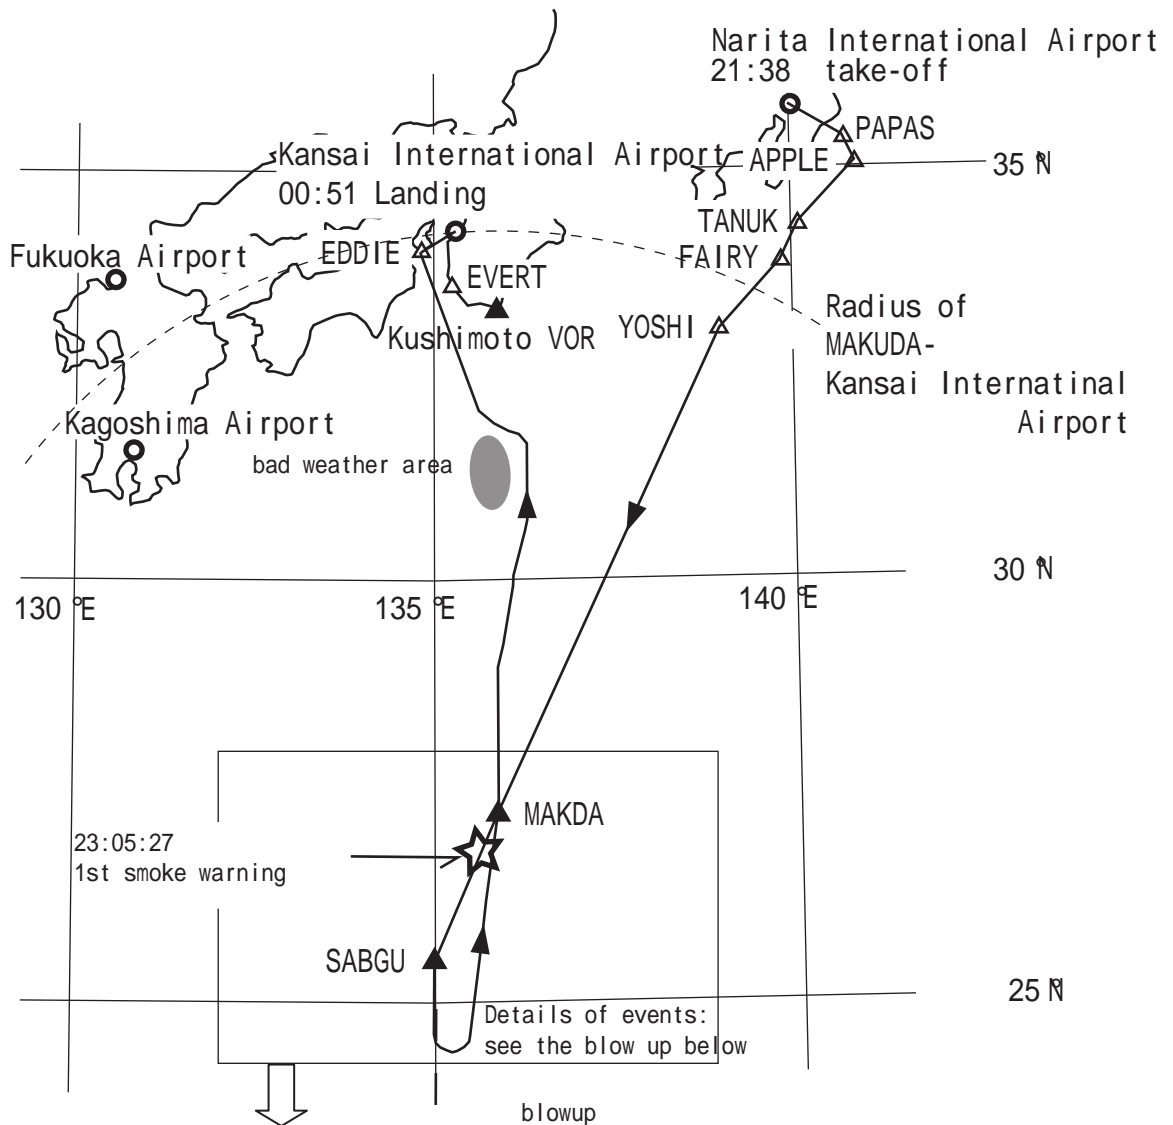 Narita International Airport
21:38 take-off
PAPAS
Kansai International Airport
APPLE
35°N
00:51 Landing
TANUK
Fukuoka Airport
EDDIE
FAIRY
EVERT
Radius of
MAKUDA-
Kansai Internatinal
Airport
YOSHI
Kushimoto VOR
Kagoshima Airport
bad weather area
30°N
130°E
135°E
140°E
MAKDA
23:05:27
1st smoke warning
SABGU
25°N
Details of events:
see the blow up below
blowup